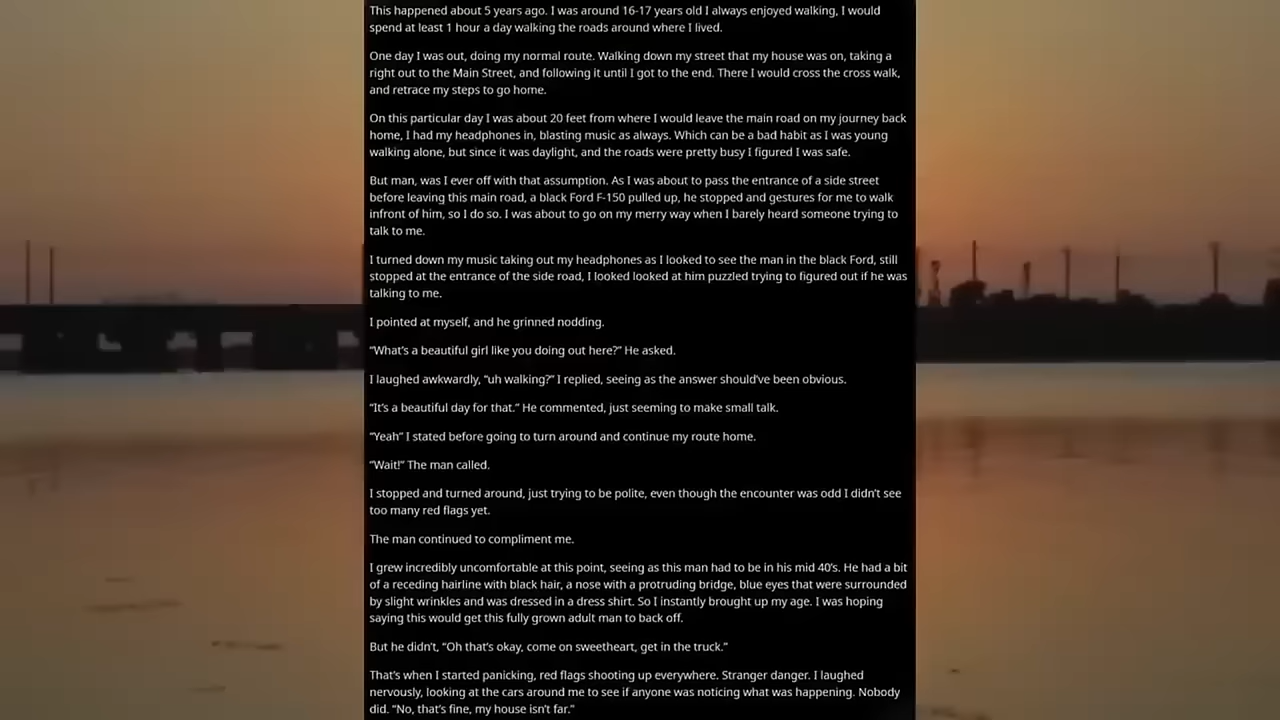 This happened about 5 years ago. I was around 16-17 years old I always enjoyed walking, I would
spend at least 1 hour a day walking the roads around where I lived.
One day I was out, doing my normal route. Walking down my street that my house was on, taking a
right out to the Main Street, and following it until I got to the end. There I would cross the cross walk,
and retrace my steps to go home.
On this particular day I was about 20 feet from where I would leave the main road on my journey back
home, I had my headphones in, blasting music as always. Which can be a bad habit as I was young
walking alone, but since it was daylight, and the roads were pretty busy I figured I was safe.
But man, was I ever off with that assumption. As I was about to pass the entrance of a side street
before leaving this main road, a black Ford F-150 pulled up, he stopped and gestures for me to walk
infront of him, so I do so. I was about to go on my merry way when I barely heard someone trying to
talk to me.
I turned down my music taking out my headphones as I looked to see the man in the black Ford, still
stopped at the entrance of the side road, I looked looked at him puzzled trying to figured out if he was
talking to me.
I pointed at myself, and he grinned nodding.
“What’s a beautiful girl like you doing out here?” He asked.
I laughed awkwardly, “uh walking?” I replied, seeing as the answer should’ve been obvious.
“It’s a beautiful day for that.” He commented, just seeming to make small talk.
“Yeah” I stated before going to turn around and continue my route home.
“Wait!” The man called.
I stopped and turned around, just trying to be polite, even though the encounter was odd I didn’t see
too many red flags yet.
The man continued to compliment me.
I grew incredibly uncomfortable at this point, seeing as this man had to be in his mid 40’s. He had a bit
of a receding hairline with black hair, a nose with a protruding bridge, blue eyes that were surrounded
by slight wrinkles and was dressed in a dress shirt. So I instantly brought up my age. I was hoping
saying this would get this fully grown adult man to back off.
But he didn’t, “Oh that’s okay, come on sweetheart, get in the truck.”
That’s when I started panicking, red flags shooting up everywhere. Stranger danger. I laughed
nervously, looking at the cars around me to see if anyone was noticing what was happening. Nobody
did. “No, that’s fine, my house isn’t far.”